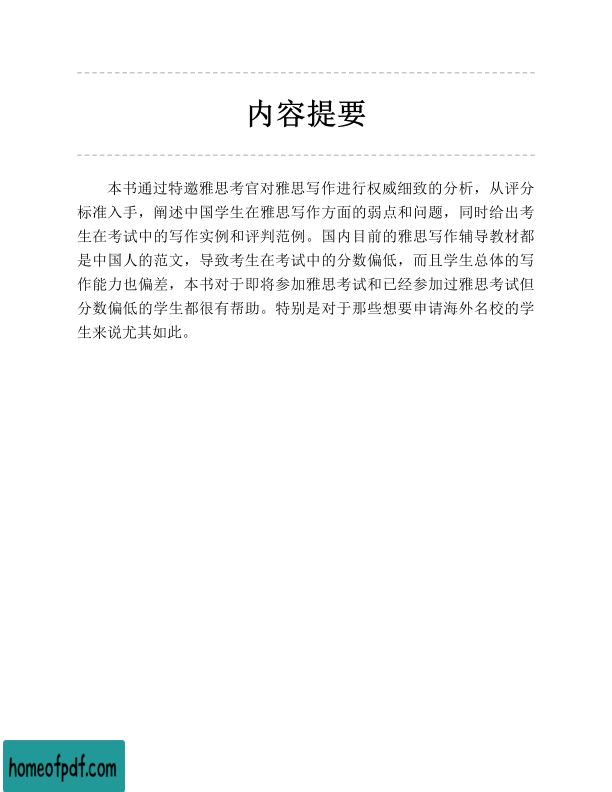 内容提要
本书通过特邀雅思考官对雅思写作进行权威细致的分析，从评分
标准入手，阐述中国学生在雅思写作方面的弱点和问题，同时给出考
生在考试中的写作实例和评判范例。国内目前的雅思写作辅导教材都
是中国人的范文，导致考生在考试中的分数偏低，而且学生总体的写
作能力也偏差，本书对于即将参加雅思考试和已经参加过雅思考试但
分数偏低的学生都很有帮助。特别是对于那些想要申请海外名校的学
生来说尤其如此。
homeofpdf.com